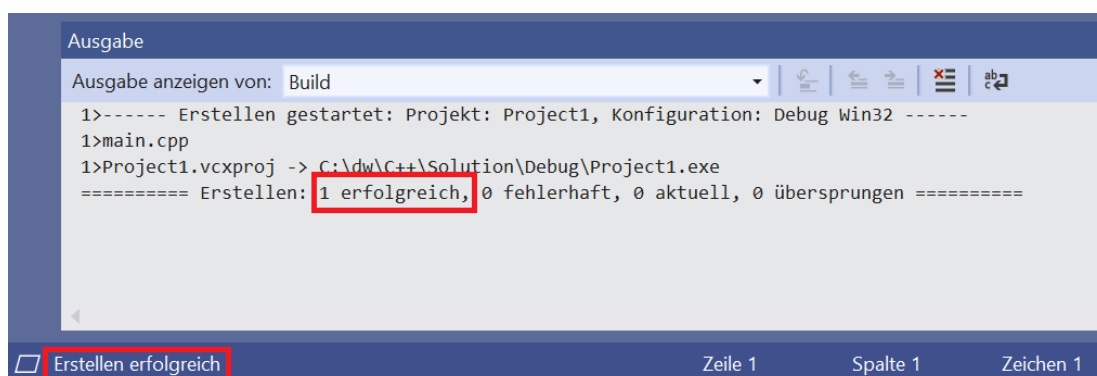 Ausgabe
Ausgabe anzeigen von: Build
1>------ Erstellen gestartet: Projekt: Project1, Konfiguration: Debug Win32 ------
1>main.cpp
1>Project1.vcxproj -> C:\dw\C++\Solution\Debug\Project1.exe
========== Erstellen: 1 erfolgreich, 0 fehlerhaft, 0 aktuell, 0 übersprungen ==========
Erstellen erfolgreich Zeile 1 Spalte 1 Zeichen 1